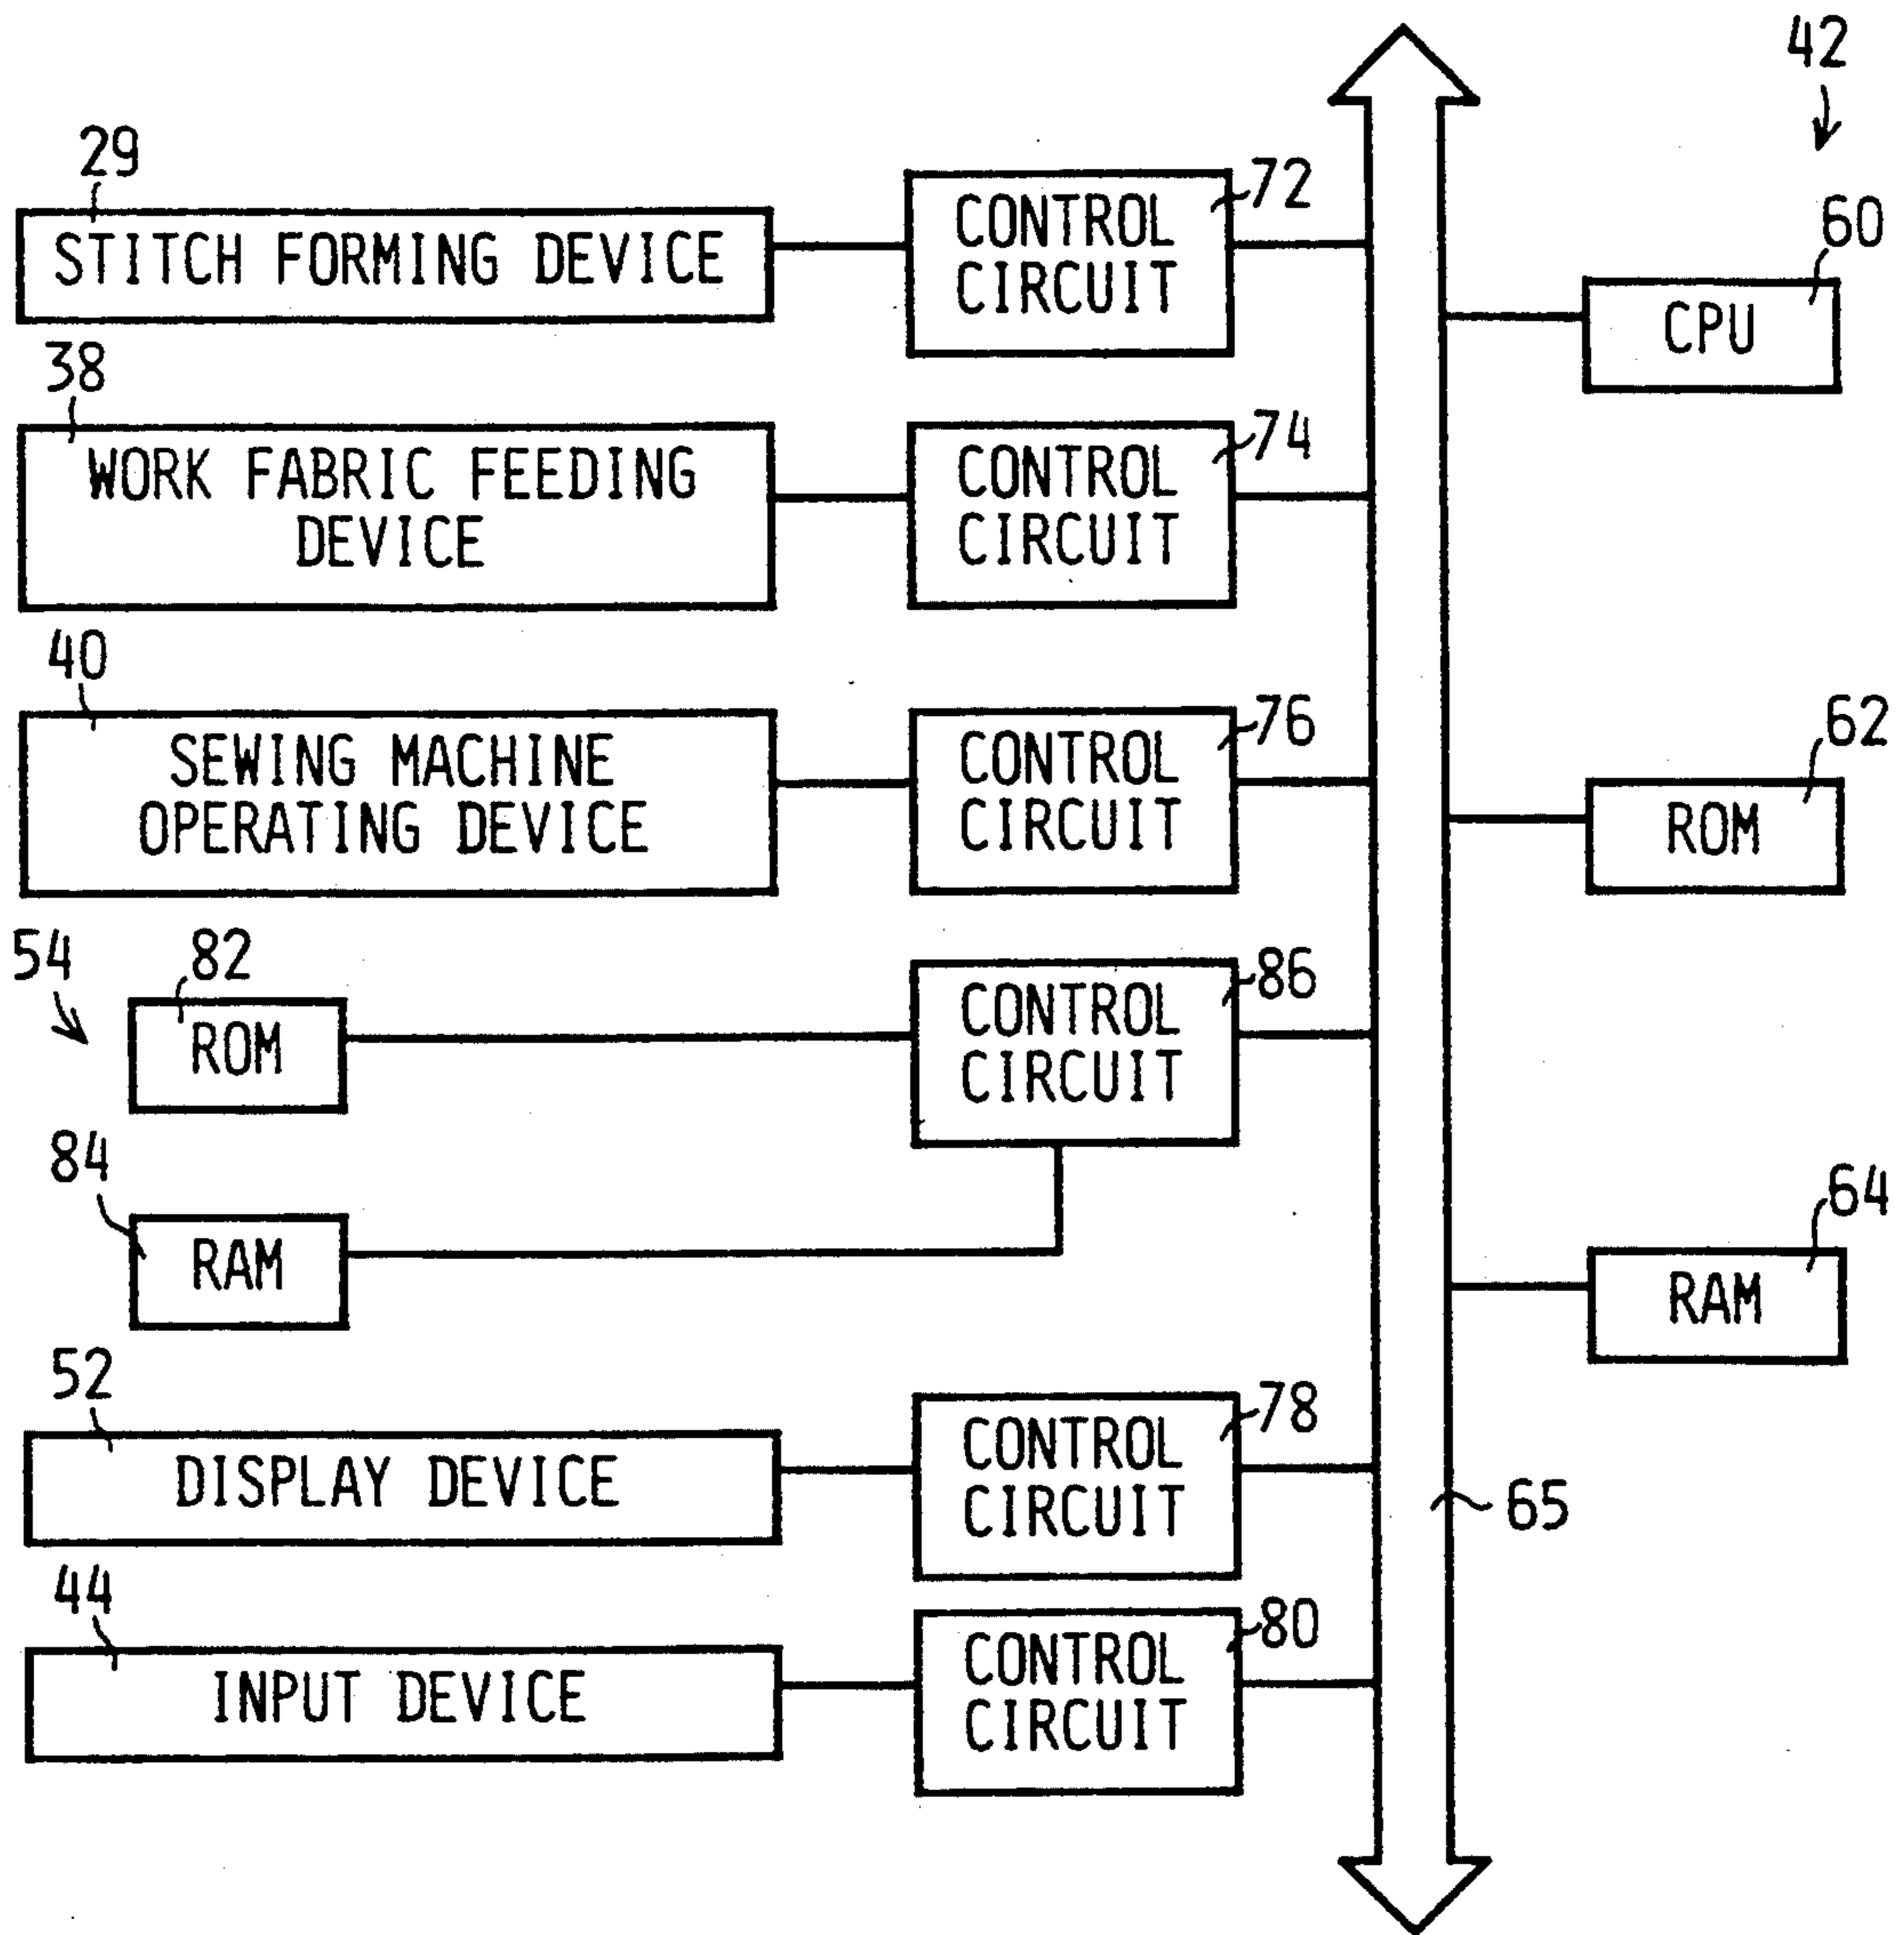 42
29
STITCH FORMING DEVICE
CONTROL
CIRCUIT
72
60
CPU
38
WORK FABRIC FEEDING
DEVICE
CONTROL
CIRCUIT
74
40
SEWING MACHINE
OPERATING DEVICE
CONTROL
CIRCUIT
76
62
ROM
54
82
ROM
CONTROL
CIRCUIT
86
84
RAM
64
RAM
52
DISPLAY DEVICE
CONTROL
CIRCUIT
78
65
44
INPUT DEVICE
CONTROL
CIRCUIT
80